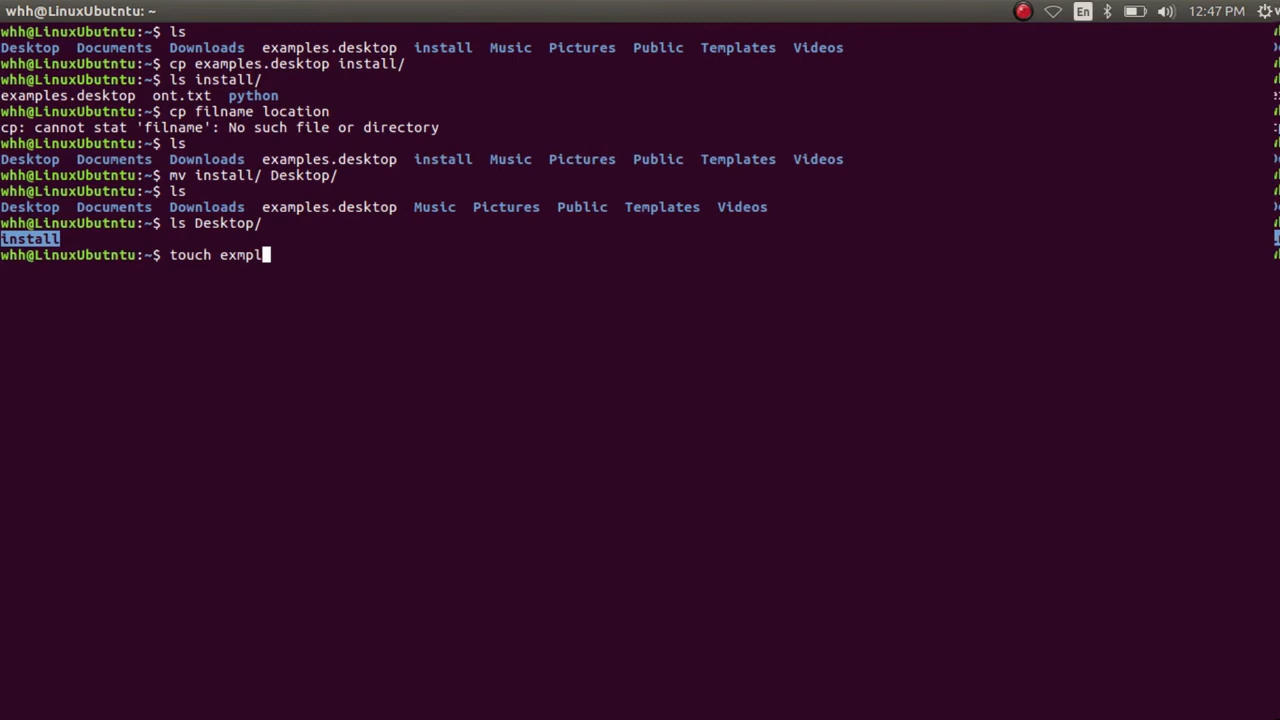 whh@LinuxUbutntu: ~ En 12:47 PM
whh@LinuxUbutntu:~$ ls
Desktop Documents Downloads examples.desktop install Music Pictures Public Templates Videos
whh@LinuxUbutntu:~$ cp examples.desktop install/
whh@LinuxUbutntu:~$ ls install/
examples.desktop ont.txt python
whh@LinuxUbutntu:~$ cp filname location
cp: cannot stat 'filname': No such file or directory
whh@LinuxUbutntu:~$ ls
Desktop Documents Downloads examples.desktop install Music Pictures Public Templates Videos
whh@LinuxUbutntu:~$ mv install/ Desktop/
whh@LinuxUbutntu:~$ ls
Desktop Documents Downloads examples.desktop Music Pictures Public Templates Videos
whh@LinuxUbutntu:~$ ls Desktop/
install
whh@LinuxUbutntu:~$ touch exmpl